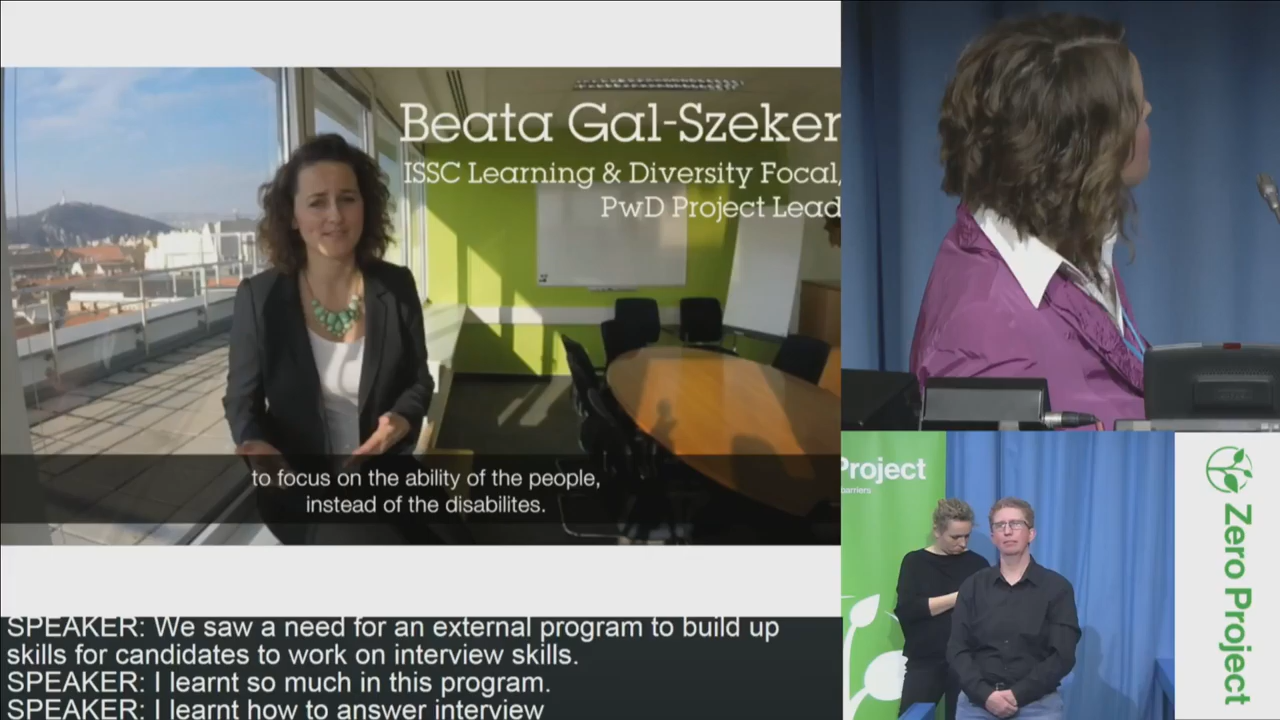 Beata Gal-Szeker
ISSC Learning & Diversity Focal,
PwD Project Lead
to focus on the ability of the people,
instead of the disabilites.
SPEAKER: We saw a need for an external program to build up
skills for candidates to work on interview skills.
SPEAKER: I learnt so much in this program.
SPEAKER: I learnt how to answer interview
Project
barriers
Zero Project